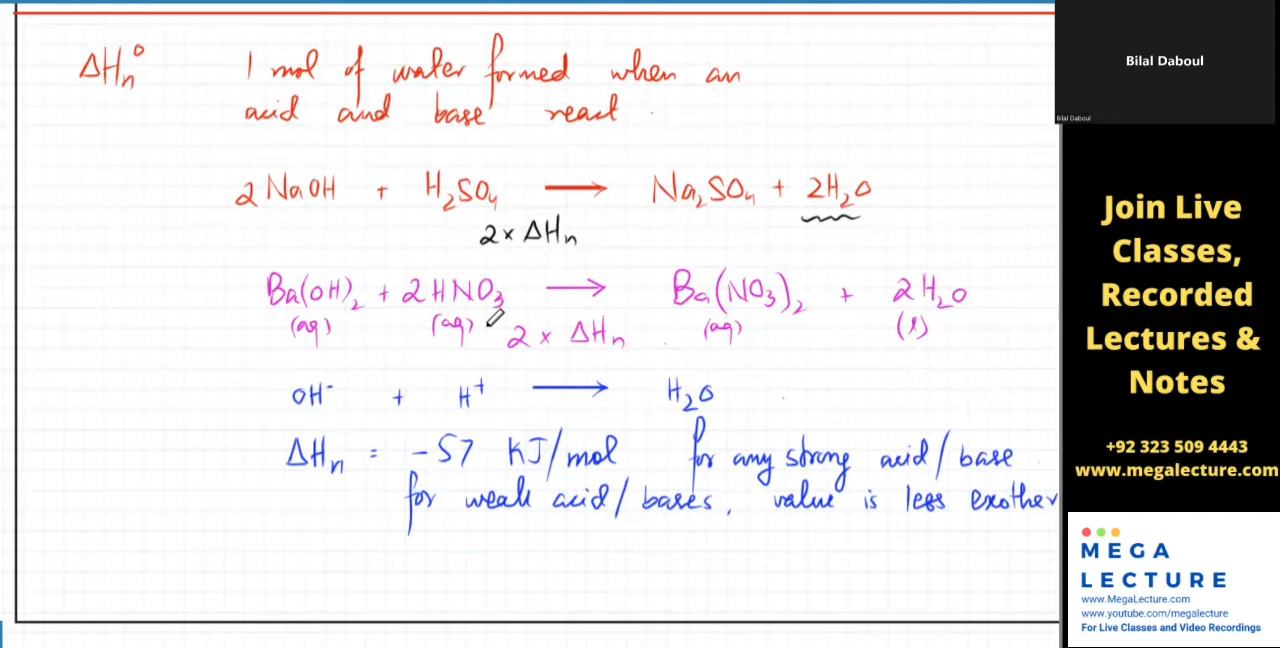 ΔHn° 1 mol of water formed when an
acid and base react.
2NaOH + H₂SO₄ → Na₂SO₄ + 2H₂O
2 × ΔHn
Ba(OH)₂ + 2HNO₃ → Ba(NO₃)₂ + 2H₂O
(aq) (aq) 2 × ΔHn (aq) (l)
OH⁻ + H⁺ → H₂O
ΔHn = -57 KJ/mol for any strong acid/base
for weak acid/bases, value is less exother
Bilal Daboul
Bilal Daboul
Join Live
Classes,
Recorded
Lectures &
Notes
+92 323 509 4443
www.megalecture.com
MEGA
LECTURE
www.MegaLecture.com
www.youtube.com/megalecture
For Live Classes and Video Recordings